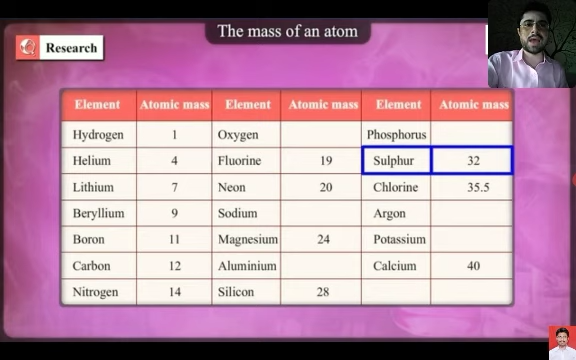 The mass of an atom
Research
Element Atomic mass Element Atomic mass Element Atomic mass
Hydrogen 1 Oxygen Phosphorus
Helium 4 Fluorine 19 Sulphur 32
Lithium 7 Neon 20 Chlorine 35.5
Beryllium 9 Sodium Argon
Boron 11 Magnesium 24 Potassium
Carbon 12 Aluminium Calcium 40
Nitrogen 14 Silicon 28